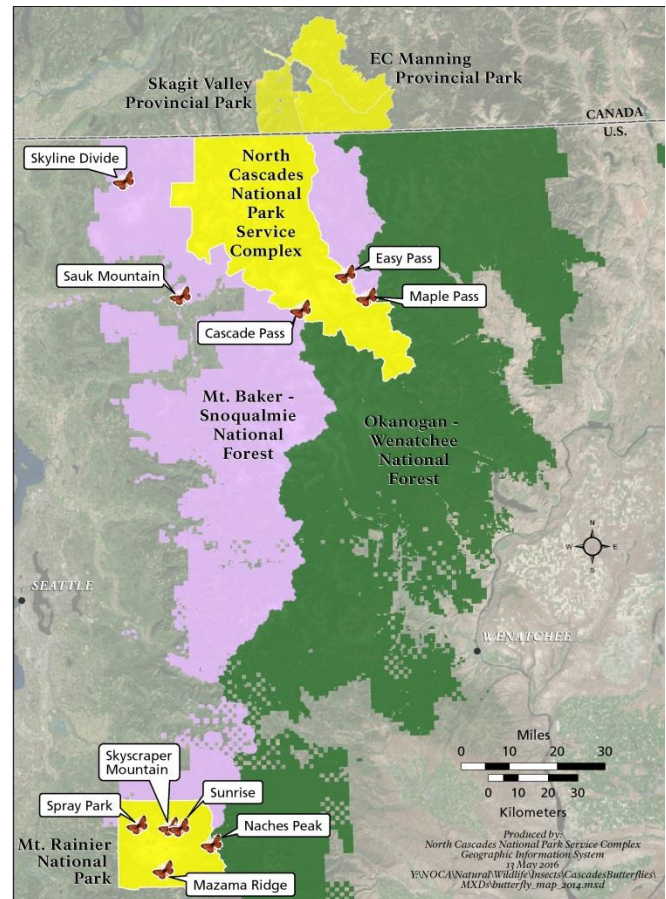 EC Manning
Provincial Park
Skagit Valley
Provincial Park
CANADA
U.S.
Skyline Divide
North
Cascades
National
Park
Service
Complex
Easy Pass
Sauk Mountain
Maple Pass
Cascade Pass
Mt. Baker -
Snoqualmie
National
Forest
Okanogan -
Wenatchee
National
Forest
N
W E
S
SEATTLE
WENATCHEE
Miles
0 10 20 30
0 10 20 30
Kilometers
Skyscraper
Mountain
Sunrise
Spray Park
Naches Peak
Mt. Rainier
National
Park
Mazama Ridge
Produced by:
North Cascades National Park Service Complex
Geographic Information System
13 May 2016
Y:\NOCA\Natural\Wildlife\Insects\CascadesButterflies\
MXDs\butterfly_map_2014.mxd